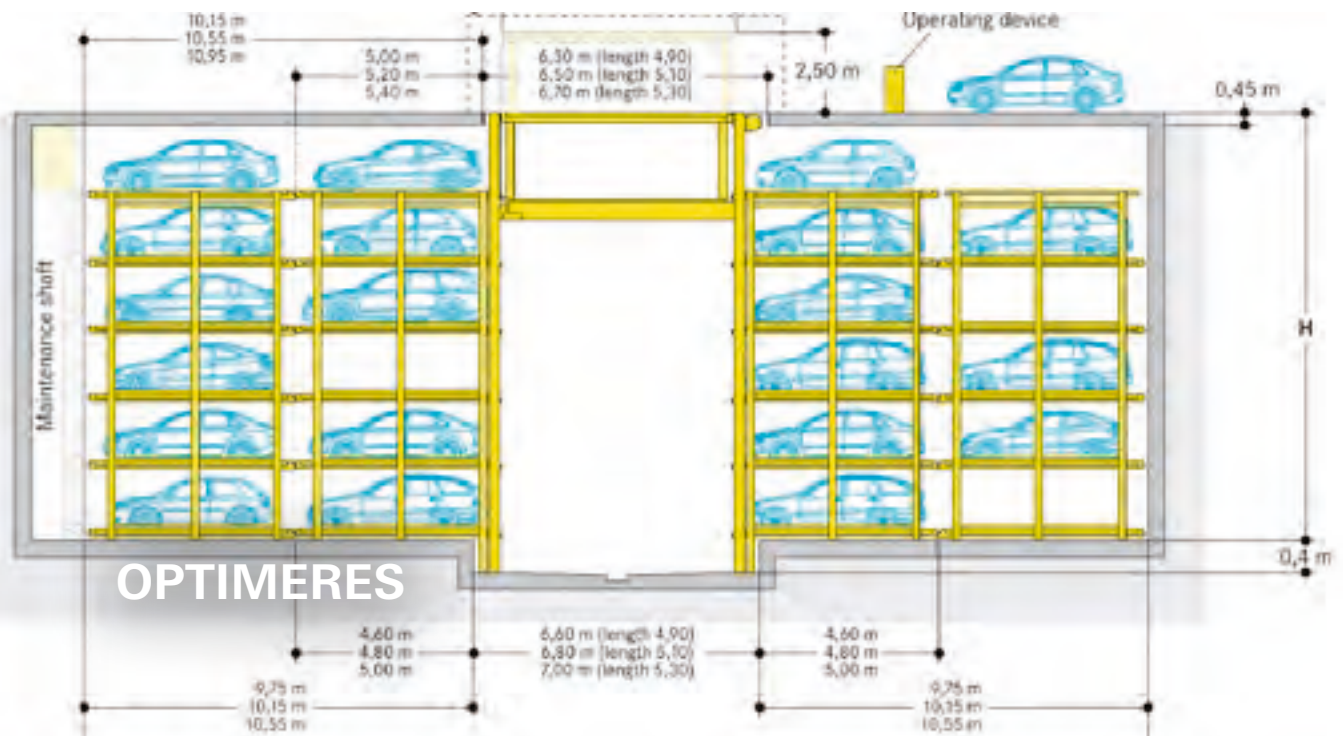 10,15 m
10,55 m
10,95 m
5,00 m
5,20 m
5,40 m
6,30 m (length 4,90)
6,50 m (length 5,10)
6,70 m (length 5,30)
2,50 m
Operating device
0,45 m
Maintenance shaft
H
0,4 m
OPTIMERES
4,60 m
4,80 m
5,00 m
6,60 m (length 4,90)
6,80 m (length 5,10)
7,00 m (length 5,30)
4,60 m
4,80 m
5,00 m
9,75 m
10,15 m
10,55 m
9,75 m
10,15 m
10,55 m